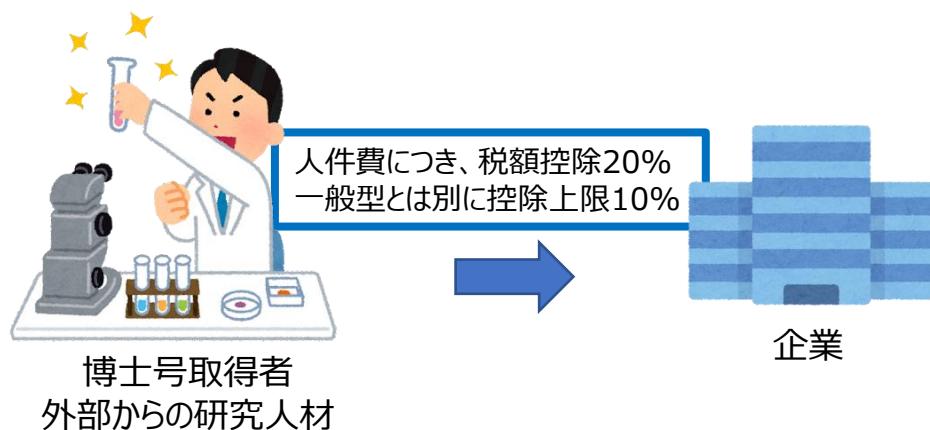 人件費につき、税額控除20%
一般型とは別に控除上限10%
博士号取得者
外部からの研究人材
企業